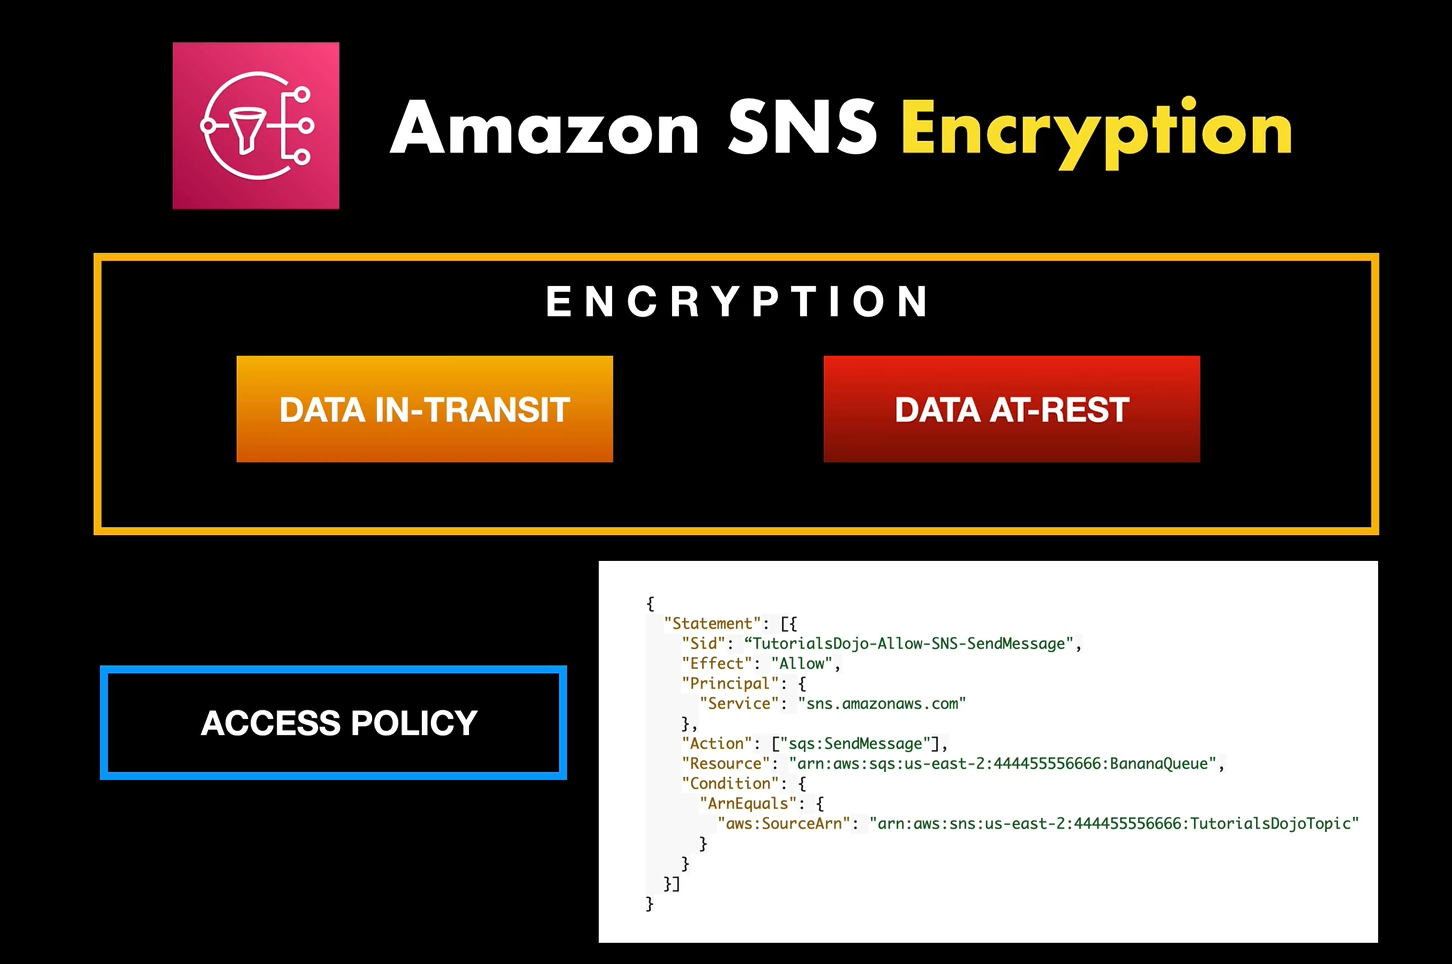 Amazon SNS Encryption
ENCRYPTION
DATA IN-TRANSIT
DATA AT-REST
ACCESS POLICY
{
  "Statement": [{
    "Sid": “TutorialsDojo-Allow-SNS-SendMessage",
    "Effect": "Allow",
    "Principal": {
      "Service": "sns.amazonaws.com"
    },
    "Action": ["sqs:SendMessage"],
    "Resource": "arn:aws:sqs:us-east-2:444455556666:BananaQueue",
    "Condition": {
      "ArnEquals": {
        "aws:SourceArn": "arn:aws:sns:us-east-2:444455556666:TutorialsDojoTopic"
      }
    }
  }]
}